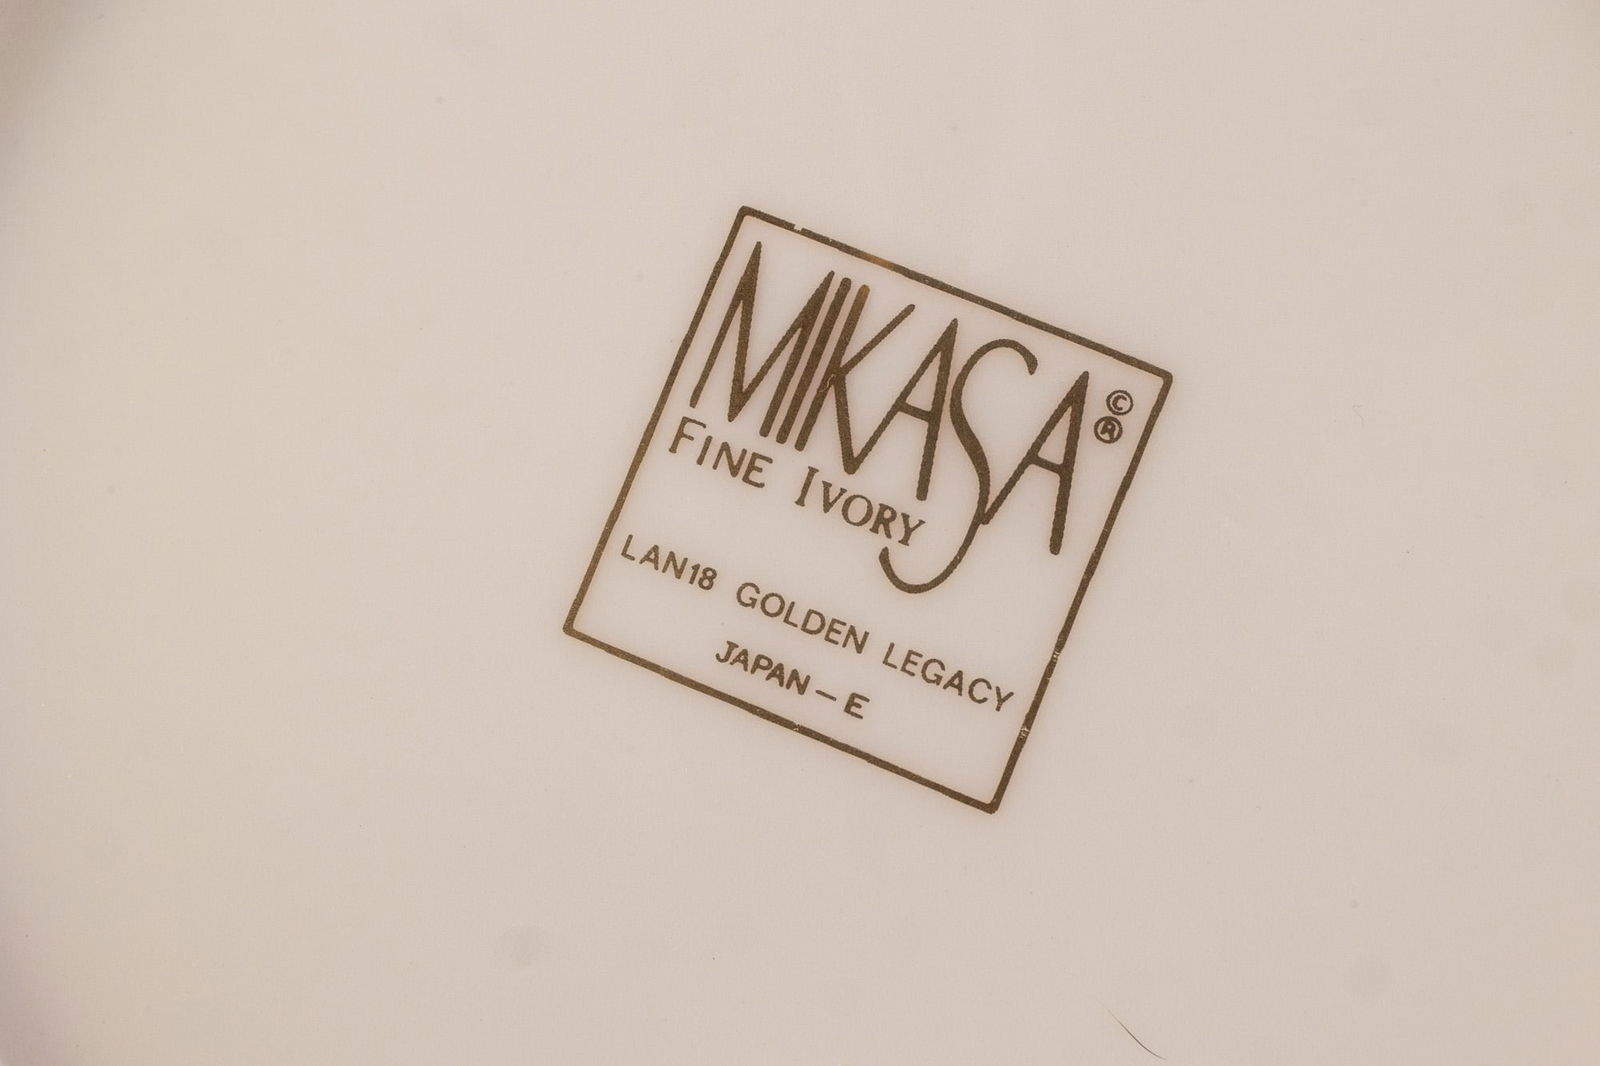 MIKASA ©
®
FINE IVORY
LAN18 GOLDEN LEGACY
JAPAN – E